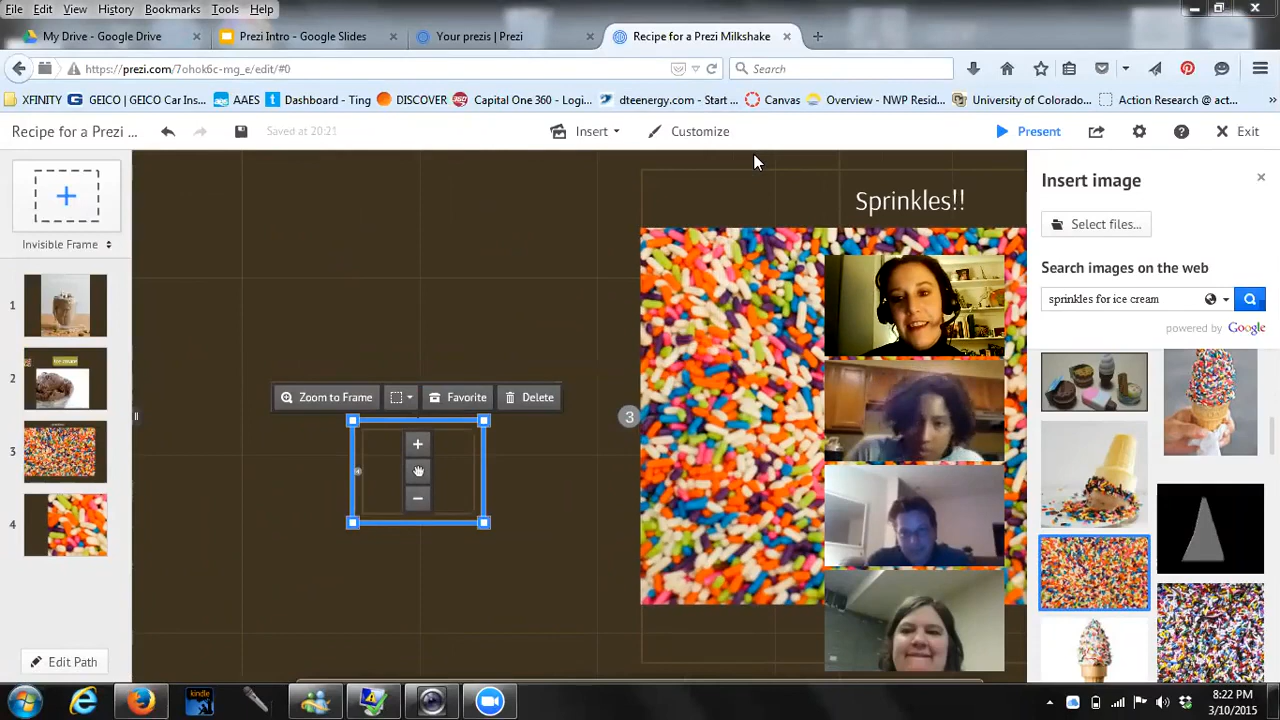 File Edit View History Bookmarks Tools Help
My Drive - Google Drive × Prezi Intro - Google Slides × Your prezis | Prezi × Recipe for a Prezi Milkshake ×
https://prezi.com/7ohok6c-mg_e/edit/#0 Search
XFINITY GEICO | GEICO Car Ins... AAES Dashboard - Ting DISCOVER Capital One 360 - Logi... dteenergy.com - Start ... Canvas Overview - NWP Resid... University of Colorado... Action Research @ act...
Recipe for a Prezi ... Saved at 20:21 Insert Customize Present Exit
Invisible Frame
1
2
3
4
Edit Path
Zoom to Frame Favorite Delete
3
Sprinkles!!
Insert image
Select files...
Search images on the web
sprinkles for ice cream
powered by Google
kindle
8:22 PM
3/10/2015